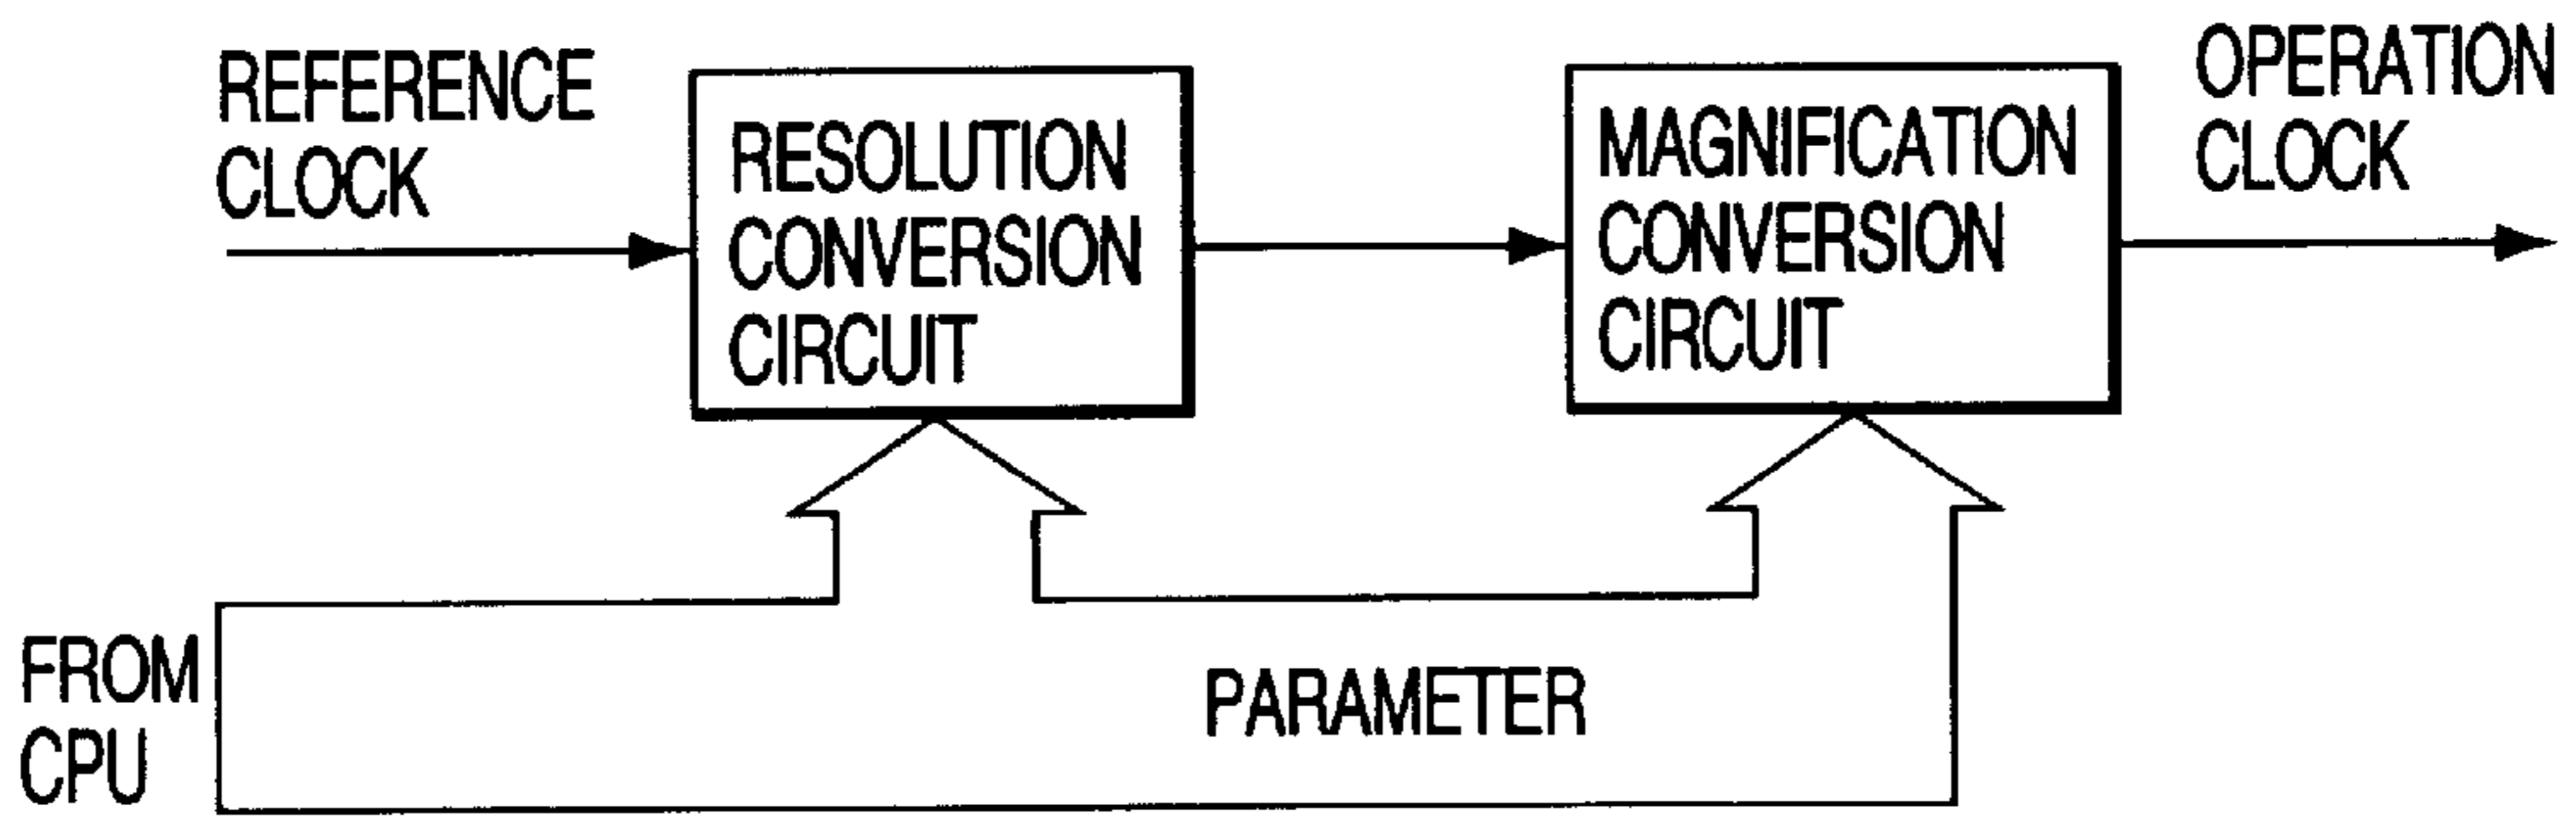 REFERENCE
CLOCK
RESOLUTION
CONVERSION
CIRCUIT
MAGNIFICATION
CONVERSION
CIRCUIT
OPERATION
CLOCK
FROM
CPU
PARAMETER